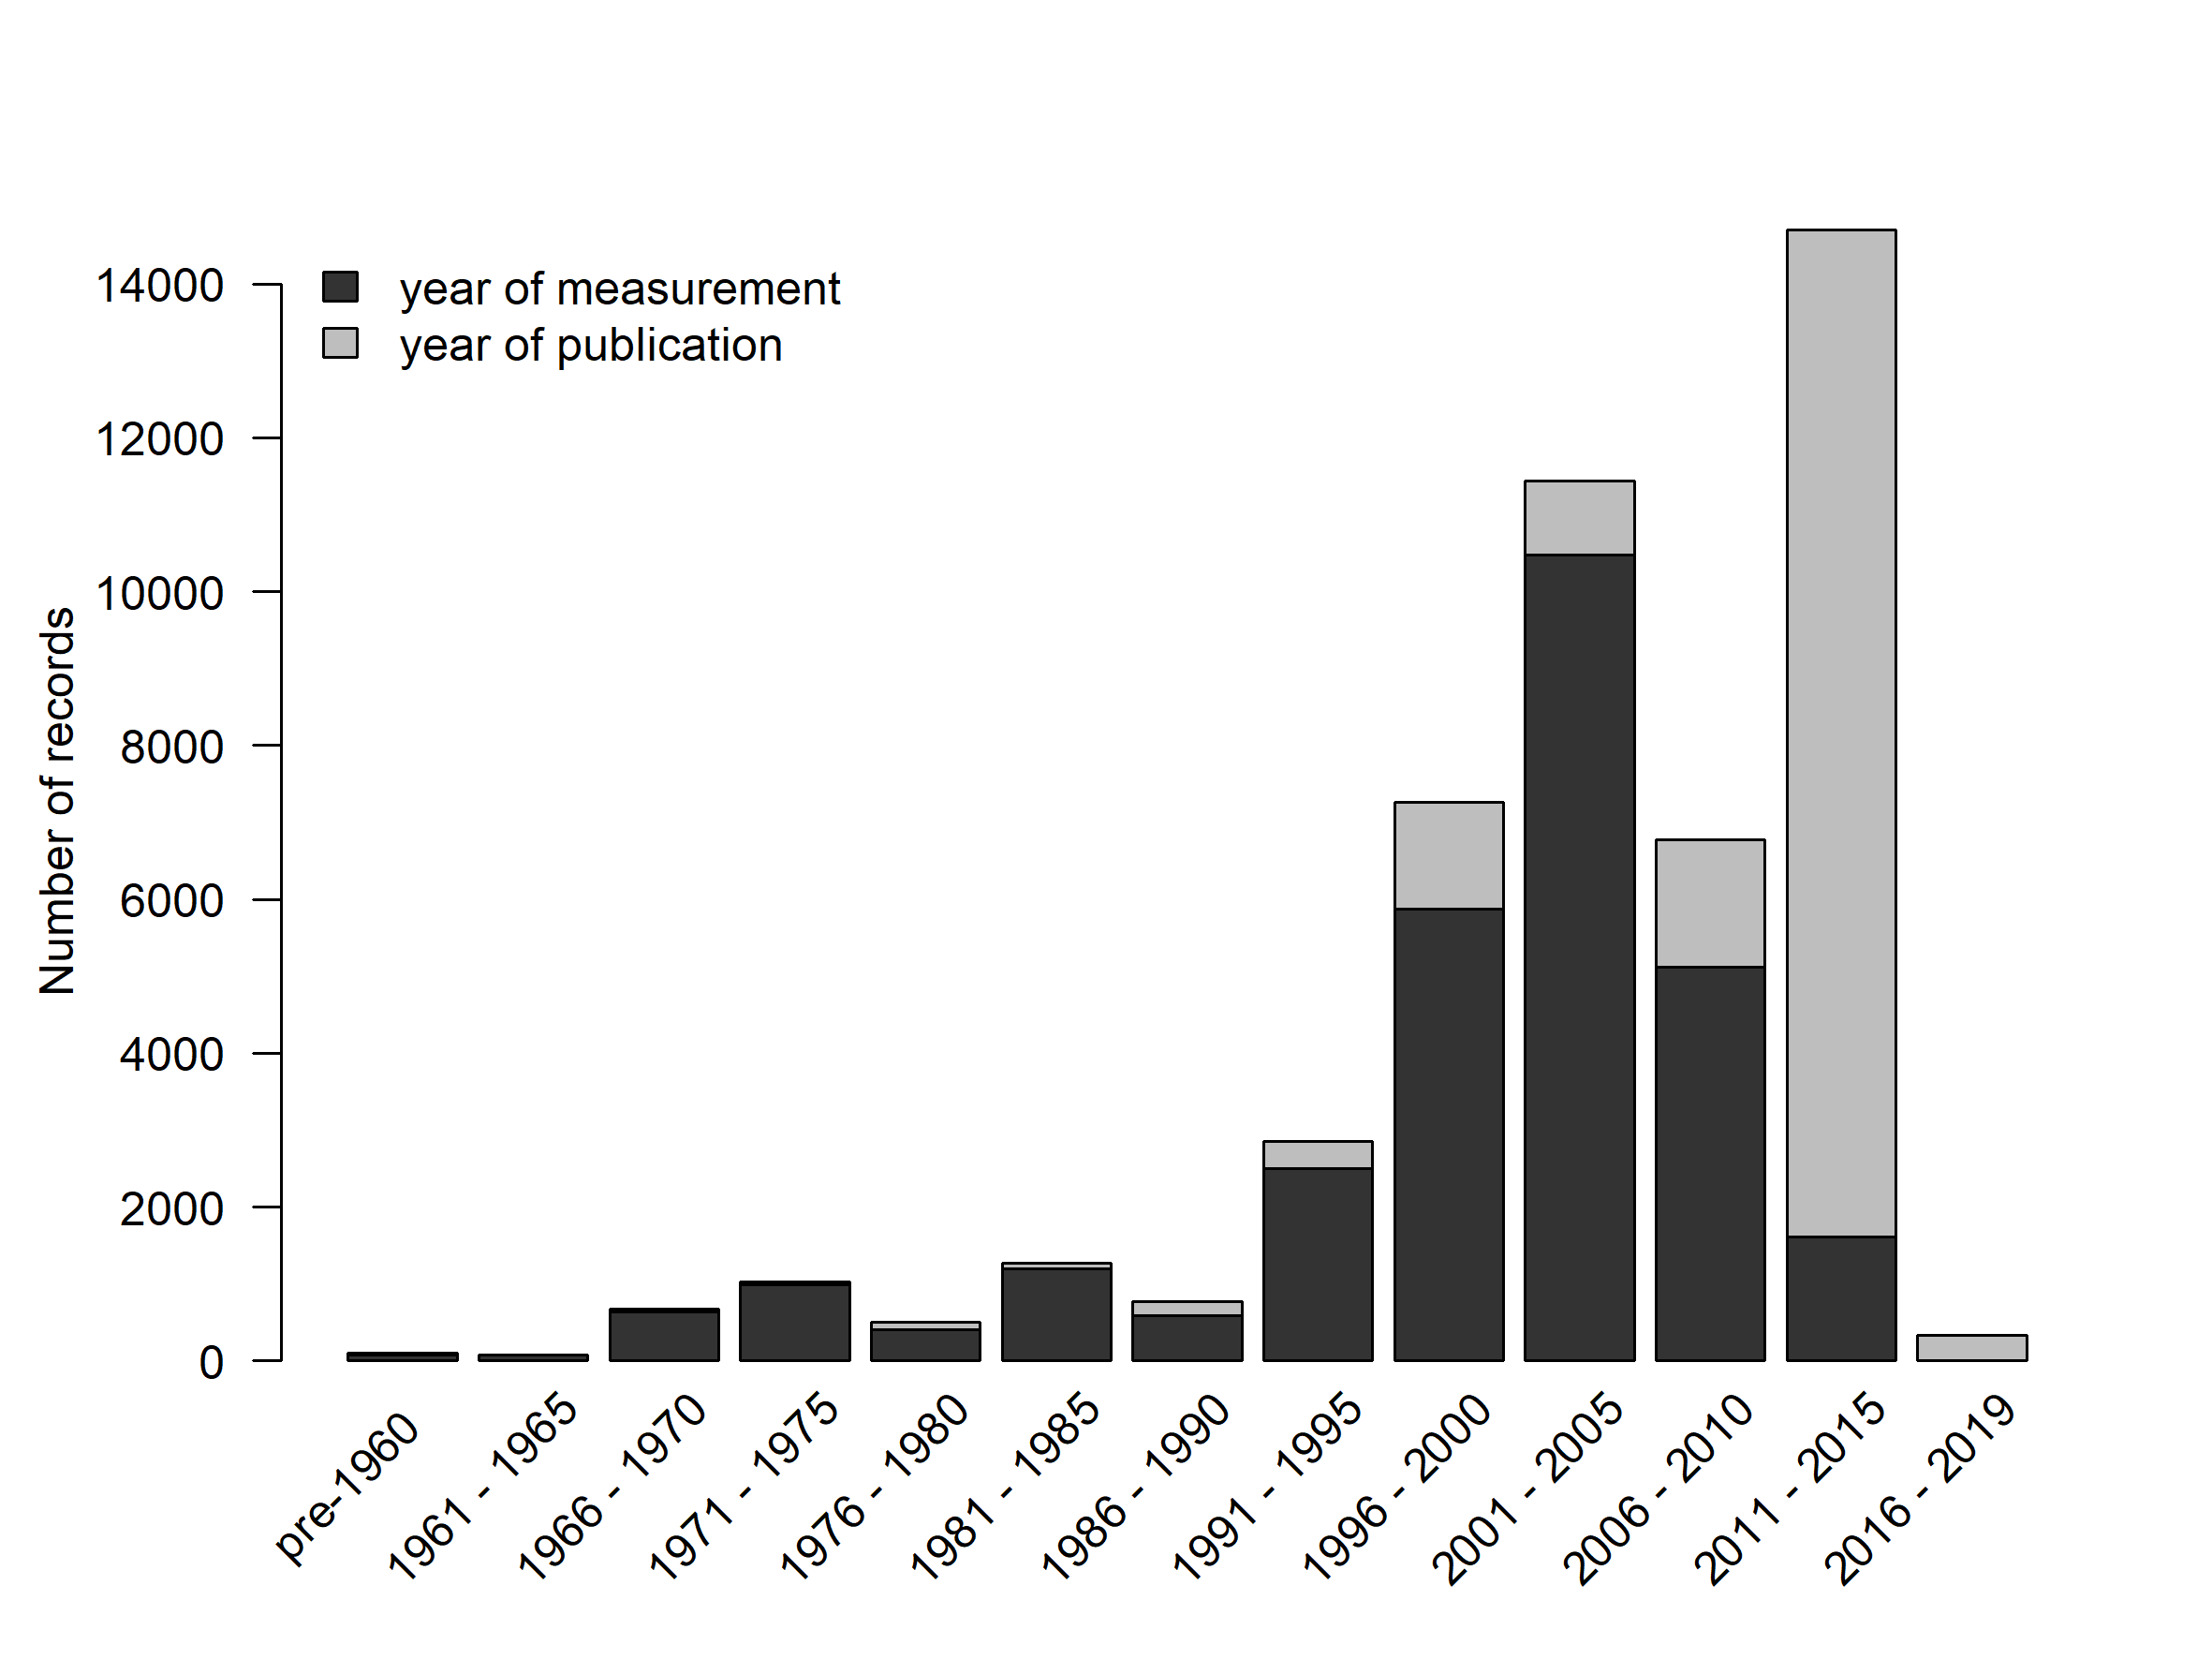 14000
12000
10000
8000
6000
4000
2000
0
Number of records
year of measurement
year of publication
pre-1960
1961 - 1965
1966 - 1970
1971 - 1975
1976 - 1980
1981 - 1985
1986 - 1990
1991 - 1995
1996 - 2000
2001 - 2005
2006 - 2010
2011 - 2015
2016 - 2019